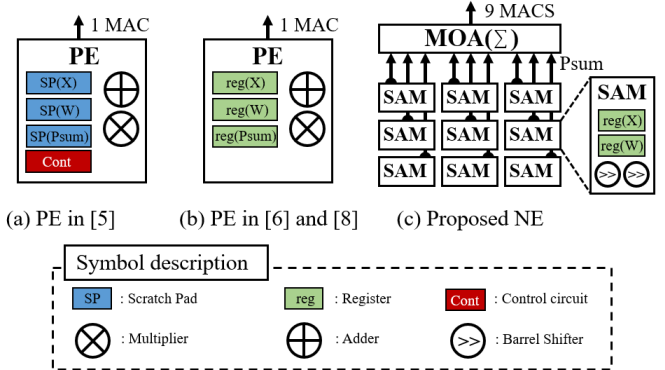 1 MAC
PE
SP(X)
SP(W)
SP(Psum)
Cont
1 MAC
PE
reg(X)
reg(W)
reg(Psum)
9 MACS
MOA(∑)
Psum
SAM SAM SAM
SAM SAM SAM
SAM SAM SAM
SAM
reg(X)
reg(W)
>> >>
(a) PE in [5] (b) PE in [6] and [8] (c) Proposed NE
Symbol description
SP : Scratch Pad reg : Register Cont : Control circuit
: Multiplier : Adder >> : Barrel Shifter